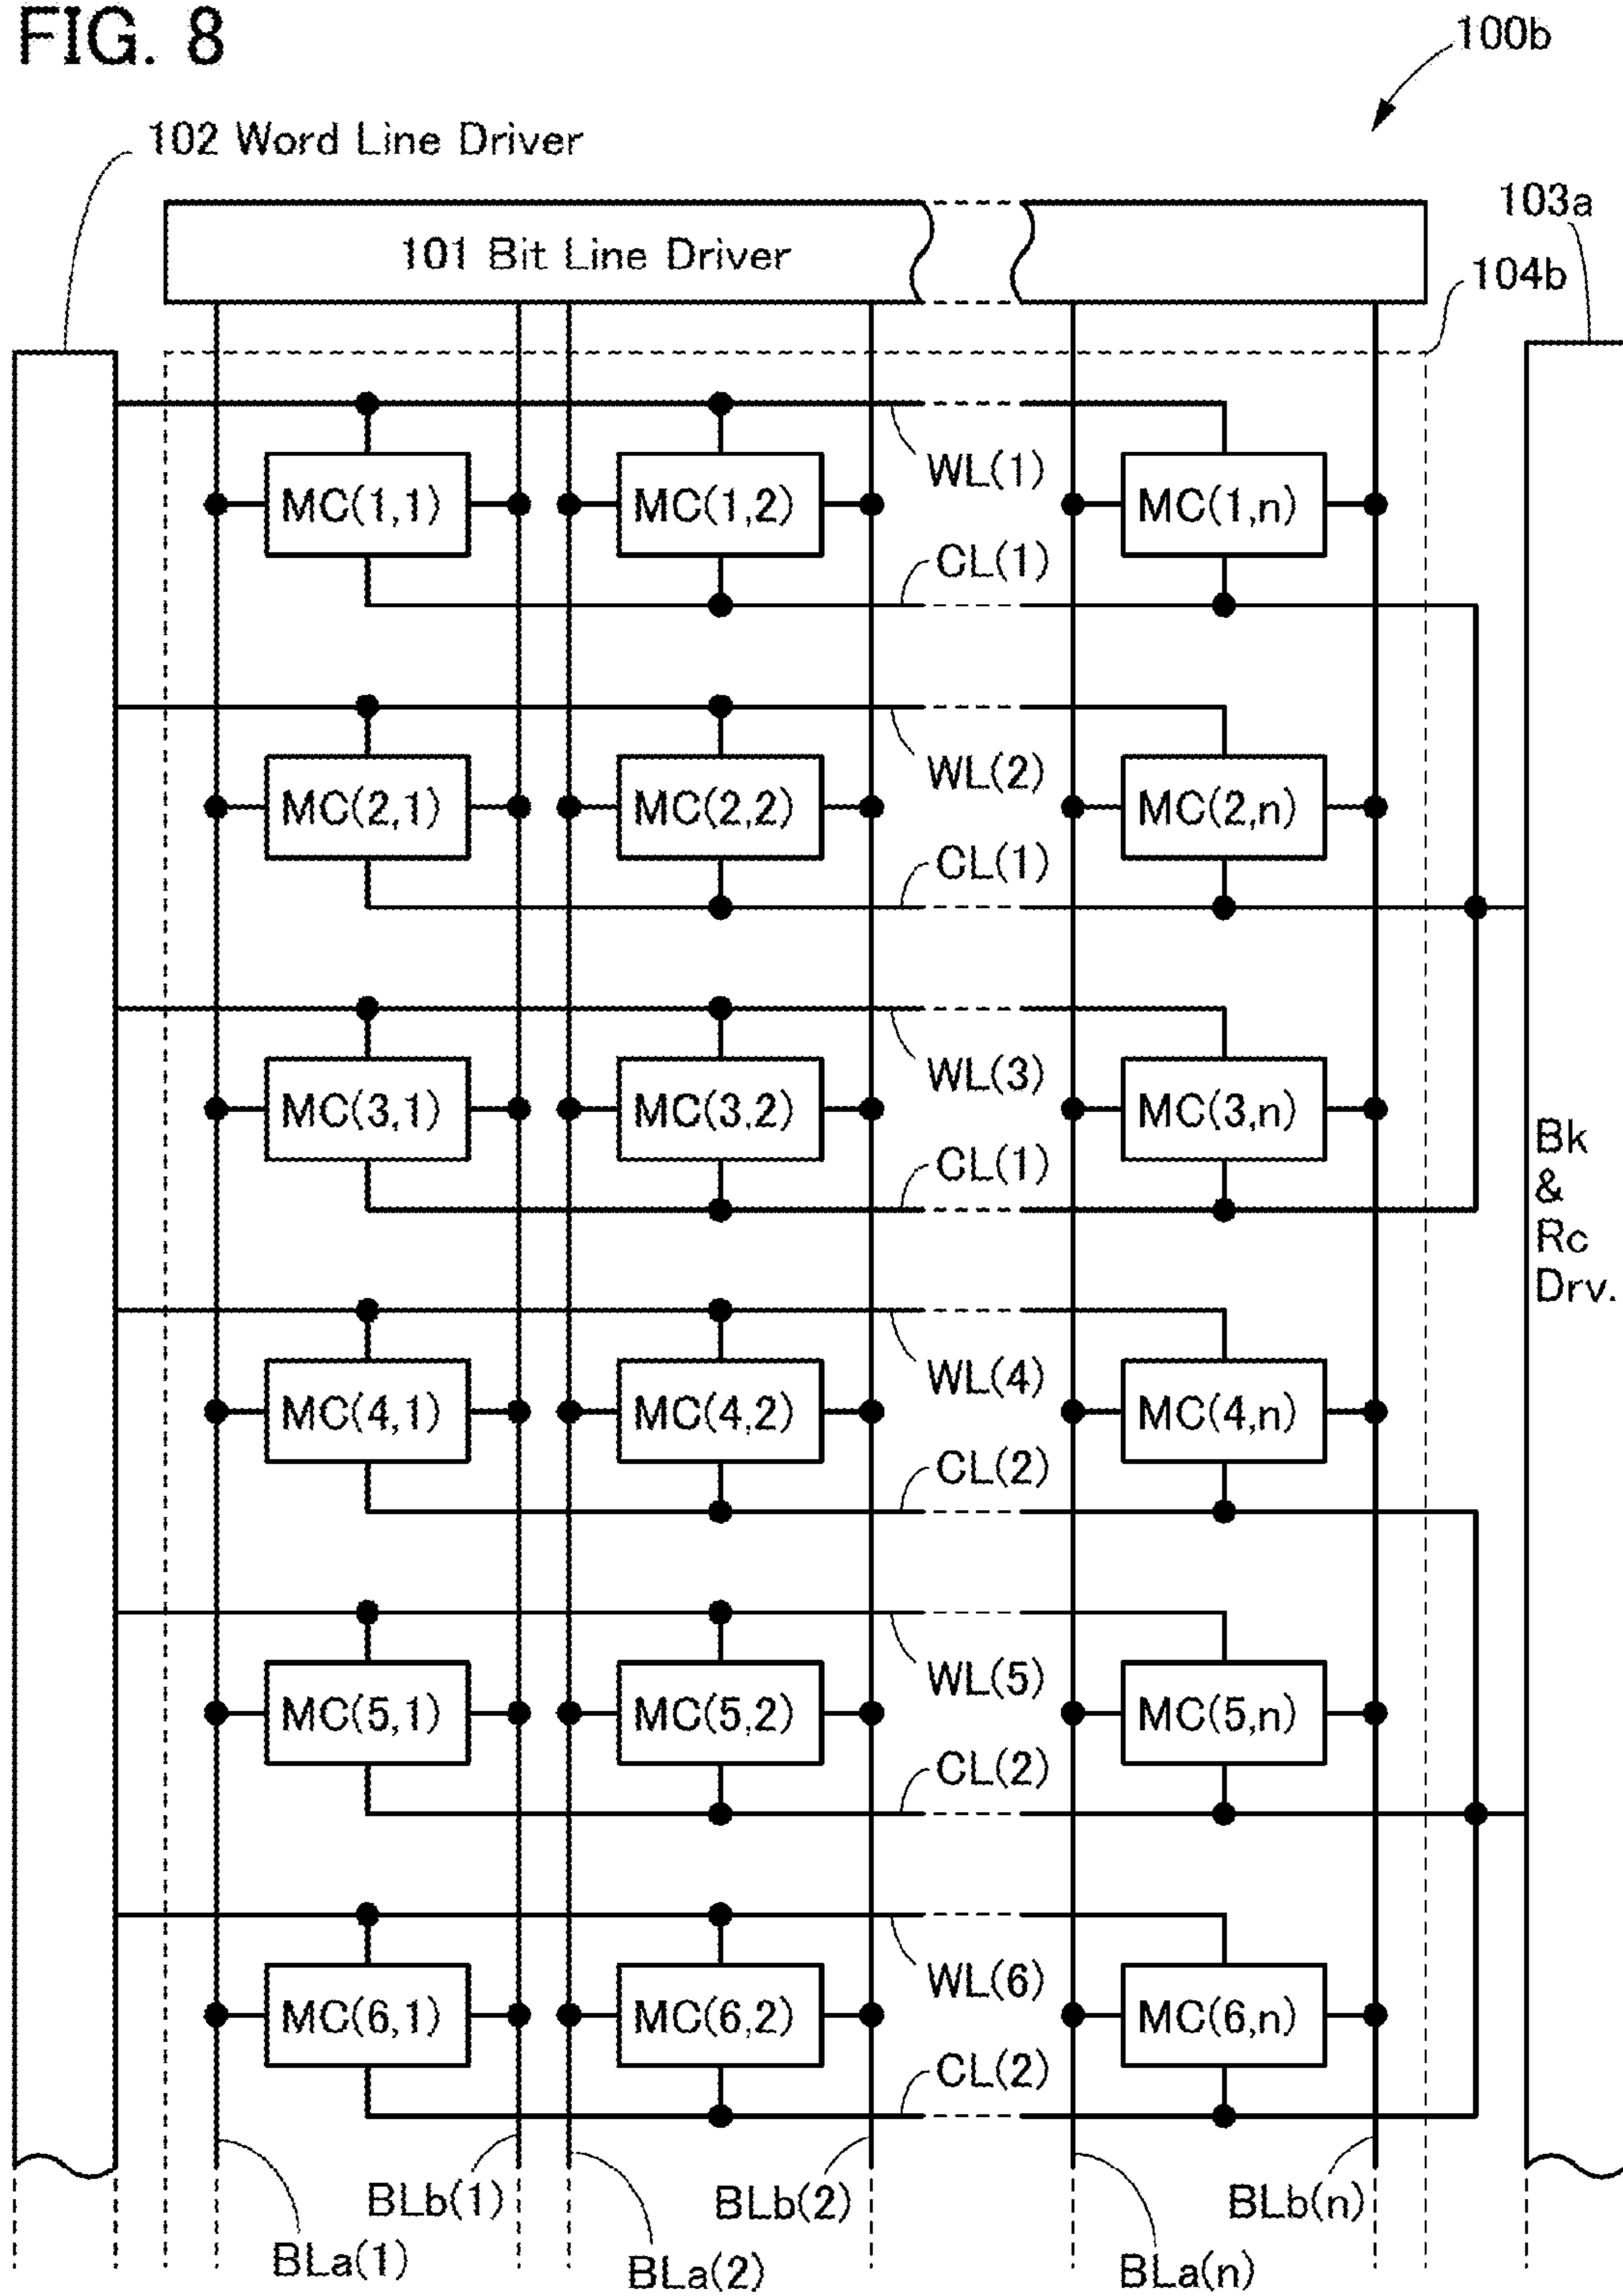 FIG. 8
100b
102 Word Line Driver
103a
101 Bit Line Driver
104b
WL(1)
MC(1,1) MC(1,2) MC(1,n)
CL(1)
WL(2)
MC(2,1) MC(2,2) MC(2,n)
CL(1)
WL(3)
MC(3,1) MC(3,2) MC(3,n)
CL(1)
Bk
&
Rc
Drv.
WL(4)
MC(4,1) MC(4,2) MC(4,n)
CL(2)
WL(5)
MC(5,1) MC(5,2) MC(5,n)
CL(2)
WL(6)
MC(6,1) MC(6,2) MC(6,n)
CL(2)
BLb(1) BLb(2) BLb(n)
BLa(1) BLa(2) BLa(n)